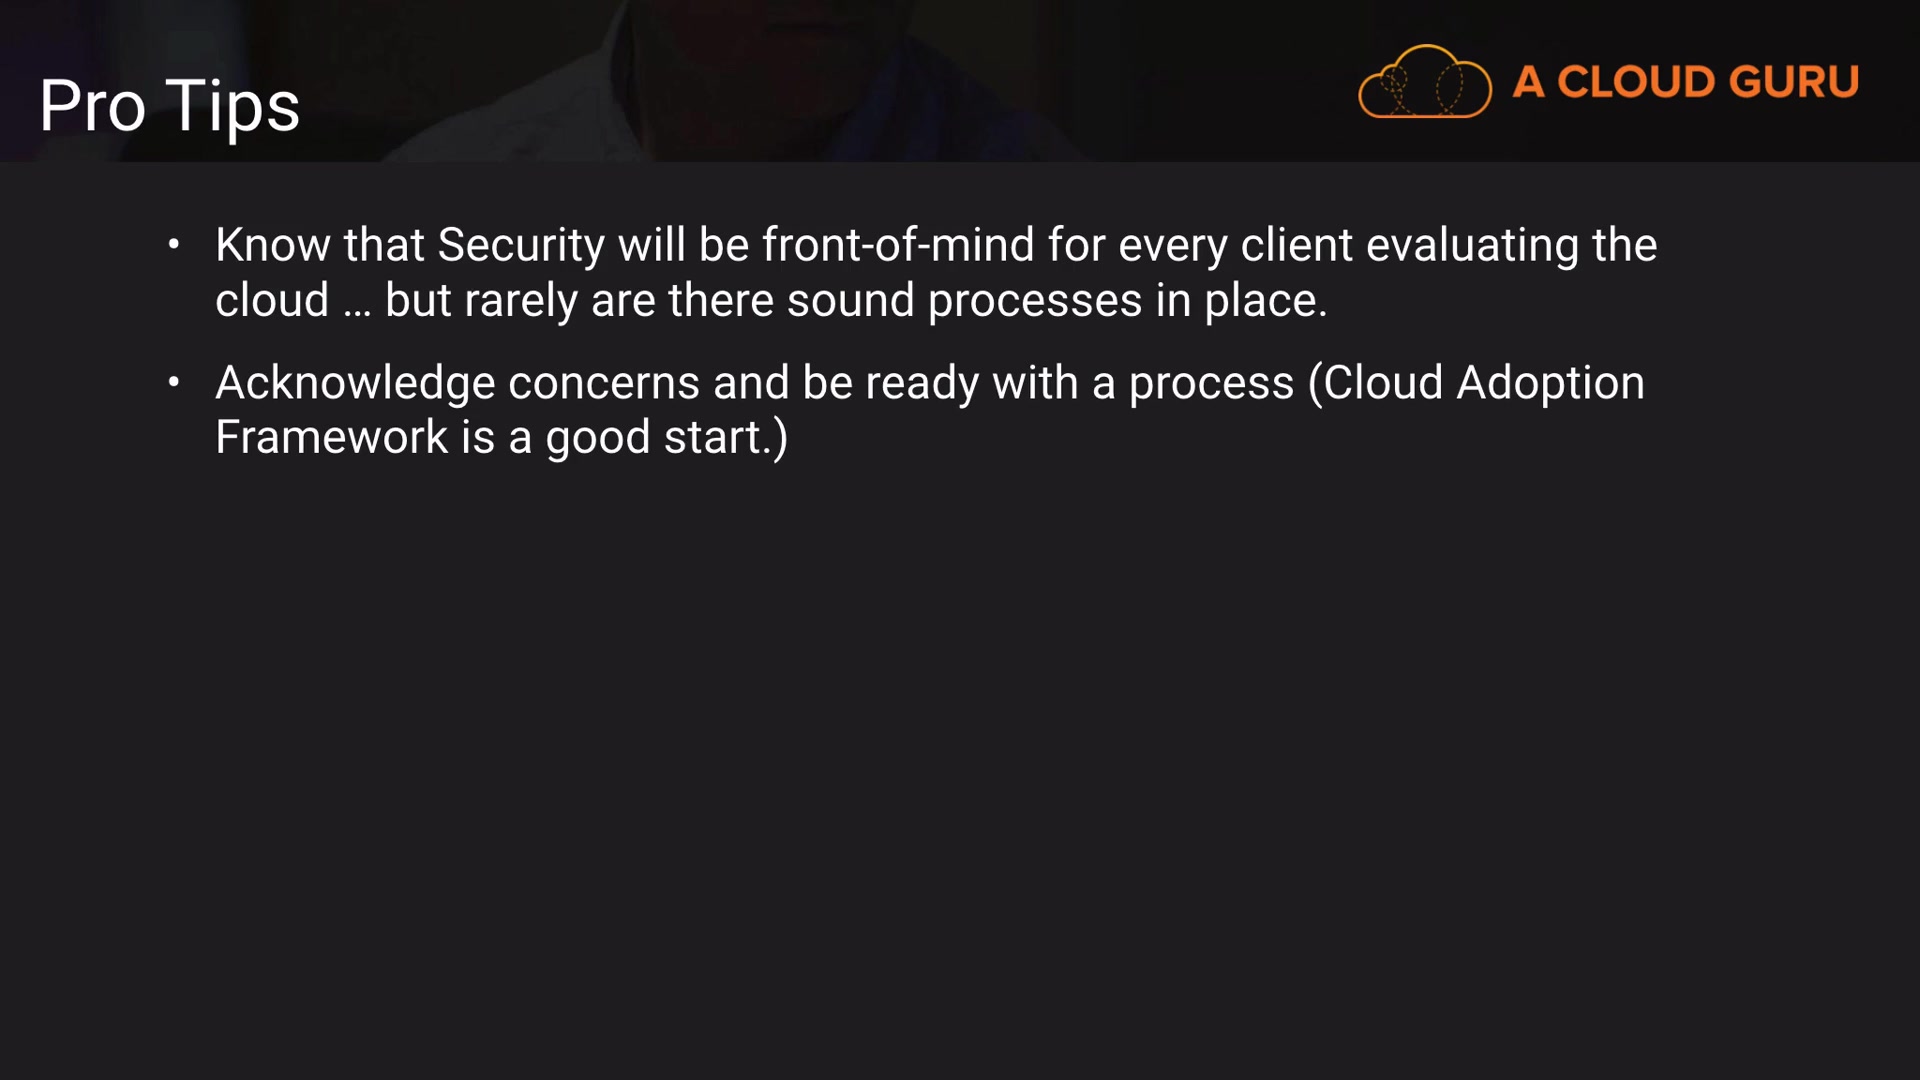 Pro Tips
A CLOUD GURU
• Know that Security will be front-of-mind for every client evaluating the
cloud … but rarely are there sound processes in place.
• Acknowledge concerns and be ready with a process (Cloud Adoption
Framework is a good start.)